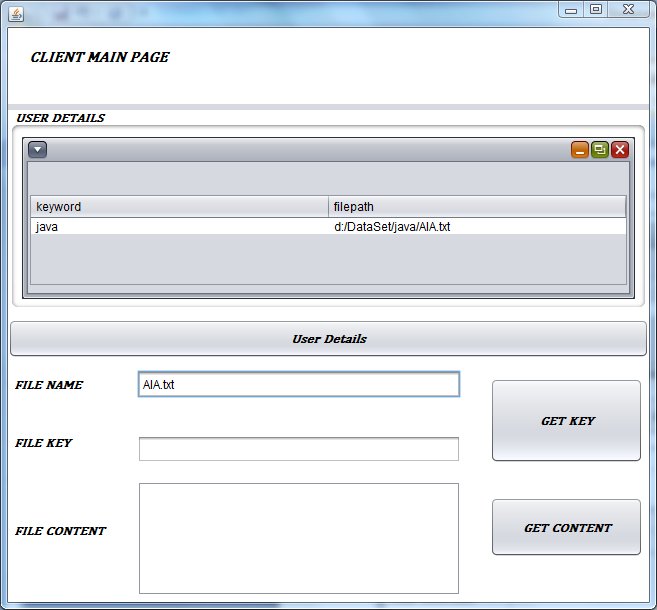 CLIENT MAIN PAGE
USER DETAILS
keyword filepath
java d:/DataSet/java/AIA.txt
User Details
FILE NAME AIA.txt
GET KEY
FILE KEY
FILE CONTENT
GET CONTENT